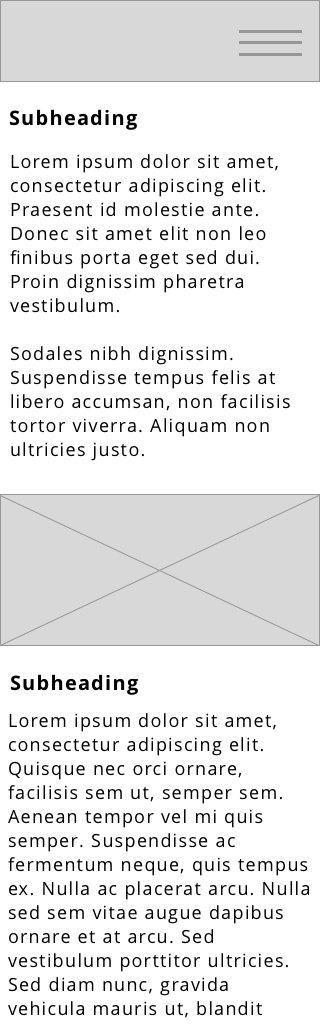 Subheading
Lorem ipsum dolor sit amet,
consectetur adipiscing elit.
Praesent id molestie ante.
Donec sit amet elit non leo
finibus porta eget sed dui.
Proin dignissim pharetra
vestibulum.
Sodales nibh dignissim.
Suspendisse tempus felis at
libero accumsan, non facilisis
tortor viverra. Aliquam non
ultricies justo.
Subheading
Lorem ipsum dolor sit amet,
consectetur adipiscing elit.
Quisque nec orci ornare,
facilisis sem ut, semper sem.
Aenean tempor vel mi quis
semper. Suspendisse ac
fermentum neque, quis tempus
ex. Nulla ac placerat arcu. Nulla
sed sem vitae augue dapibus
ornare et at arcu. Sed
vestibulum porttitor ultricies.
Sed diam nunc, gravida
vehicula mauris ut, blandit